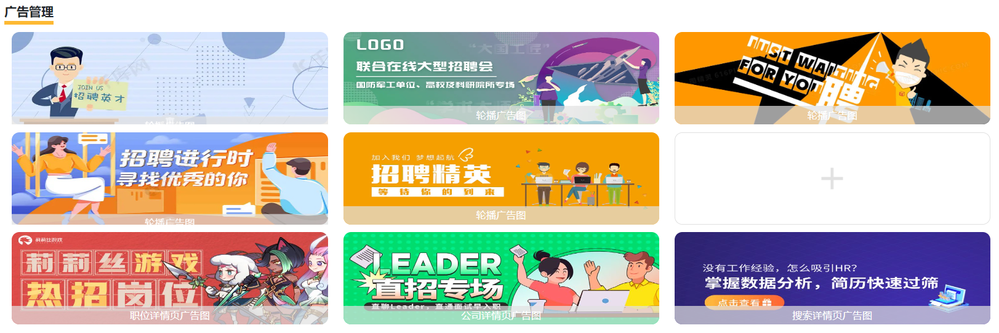 广告管理
JOIN US
招聘英才
轮播广告图
LOGO
“大国工匠”
联合在线大型招聘会
国防军工单位、高校及科研院所专场
轮播广告图
JUST WAITING
FOR YOU
聘
轮播广告图
招聘进行时
寻找优秀的你
轮播广告图
加入我们 梦想起航
招聘精英
等待你的到来
轮播广告图
莉莉丝游戏
莉莉丝游戏
热招岗位
职位详情页广告图
LEADER
直招专场
直聊Leader，直通面试早入职
公司详情页广告图
没有工作经验，怎么吸引HR?
掌握数据分析，简历快速过筛
点击查看
搜索详情页广告图